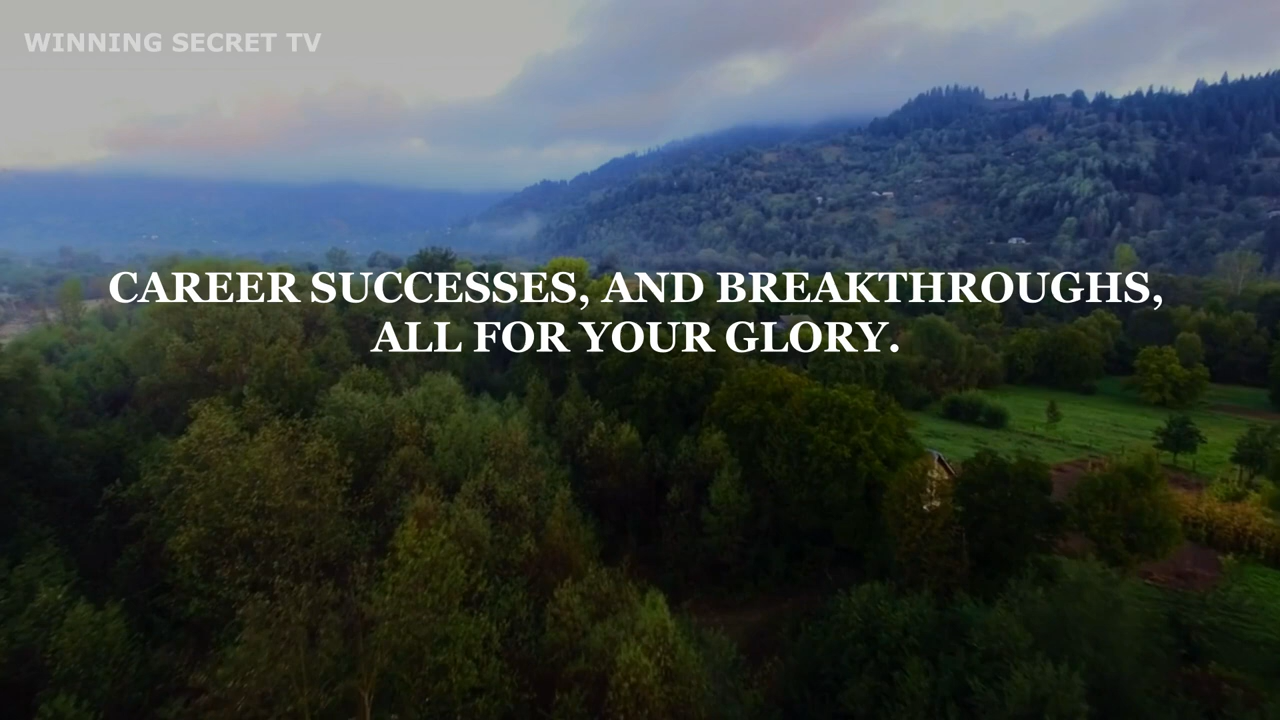 WINNING SECRET TV
CAREER SUCCESSES, AND BREAKTHROUGHS,
ALL FOR YOUR GLORY.